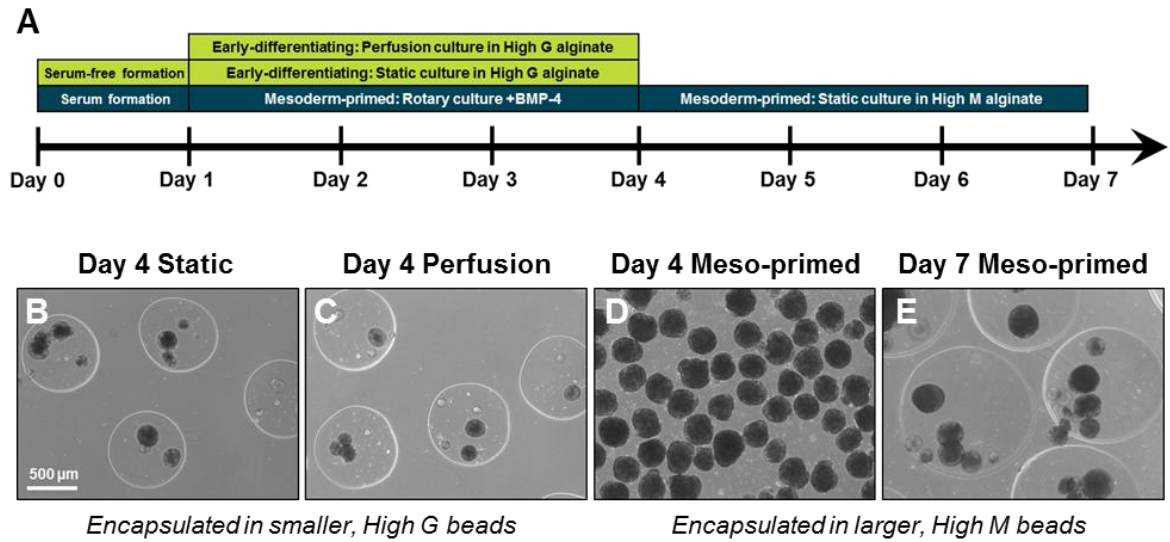 A
Early-differentiating: Perfusion culture in High G alginate
Serum-free formation Early-differentiating: Static culture in High G alginate
Serum formation Mesoderm-primed: Rotary culture +BMP-4 Mesoderm-primed: Static culture in High M alginate
Day 0 Day 1 Day 2 Day 3 Day 4 Day 5 Day 6 Day 7
Day 4 Static Day 4 Perfusion Day 4 Meso-primed Day 7 Meso-primed
B C D E
500 µm
Encapsulated in smaller, High G beads Encapsulated in larger, High M beads